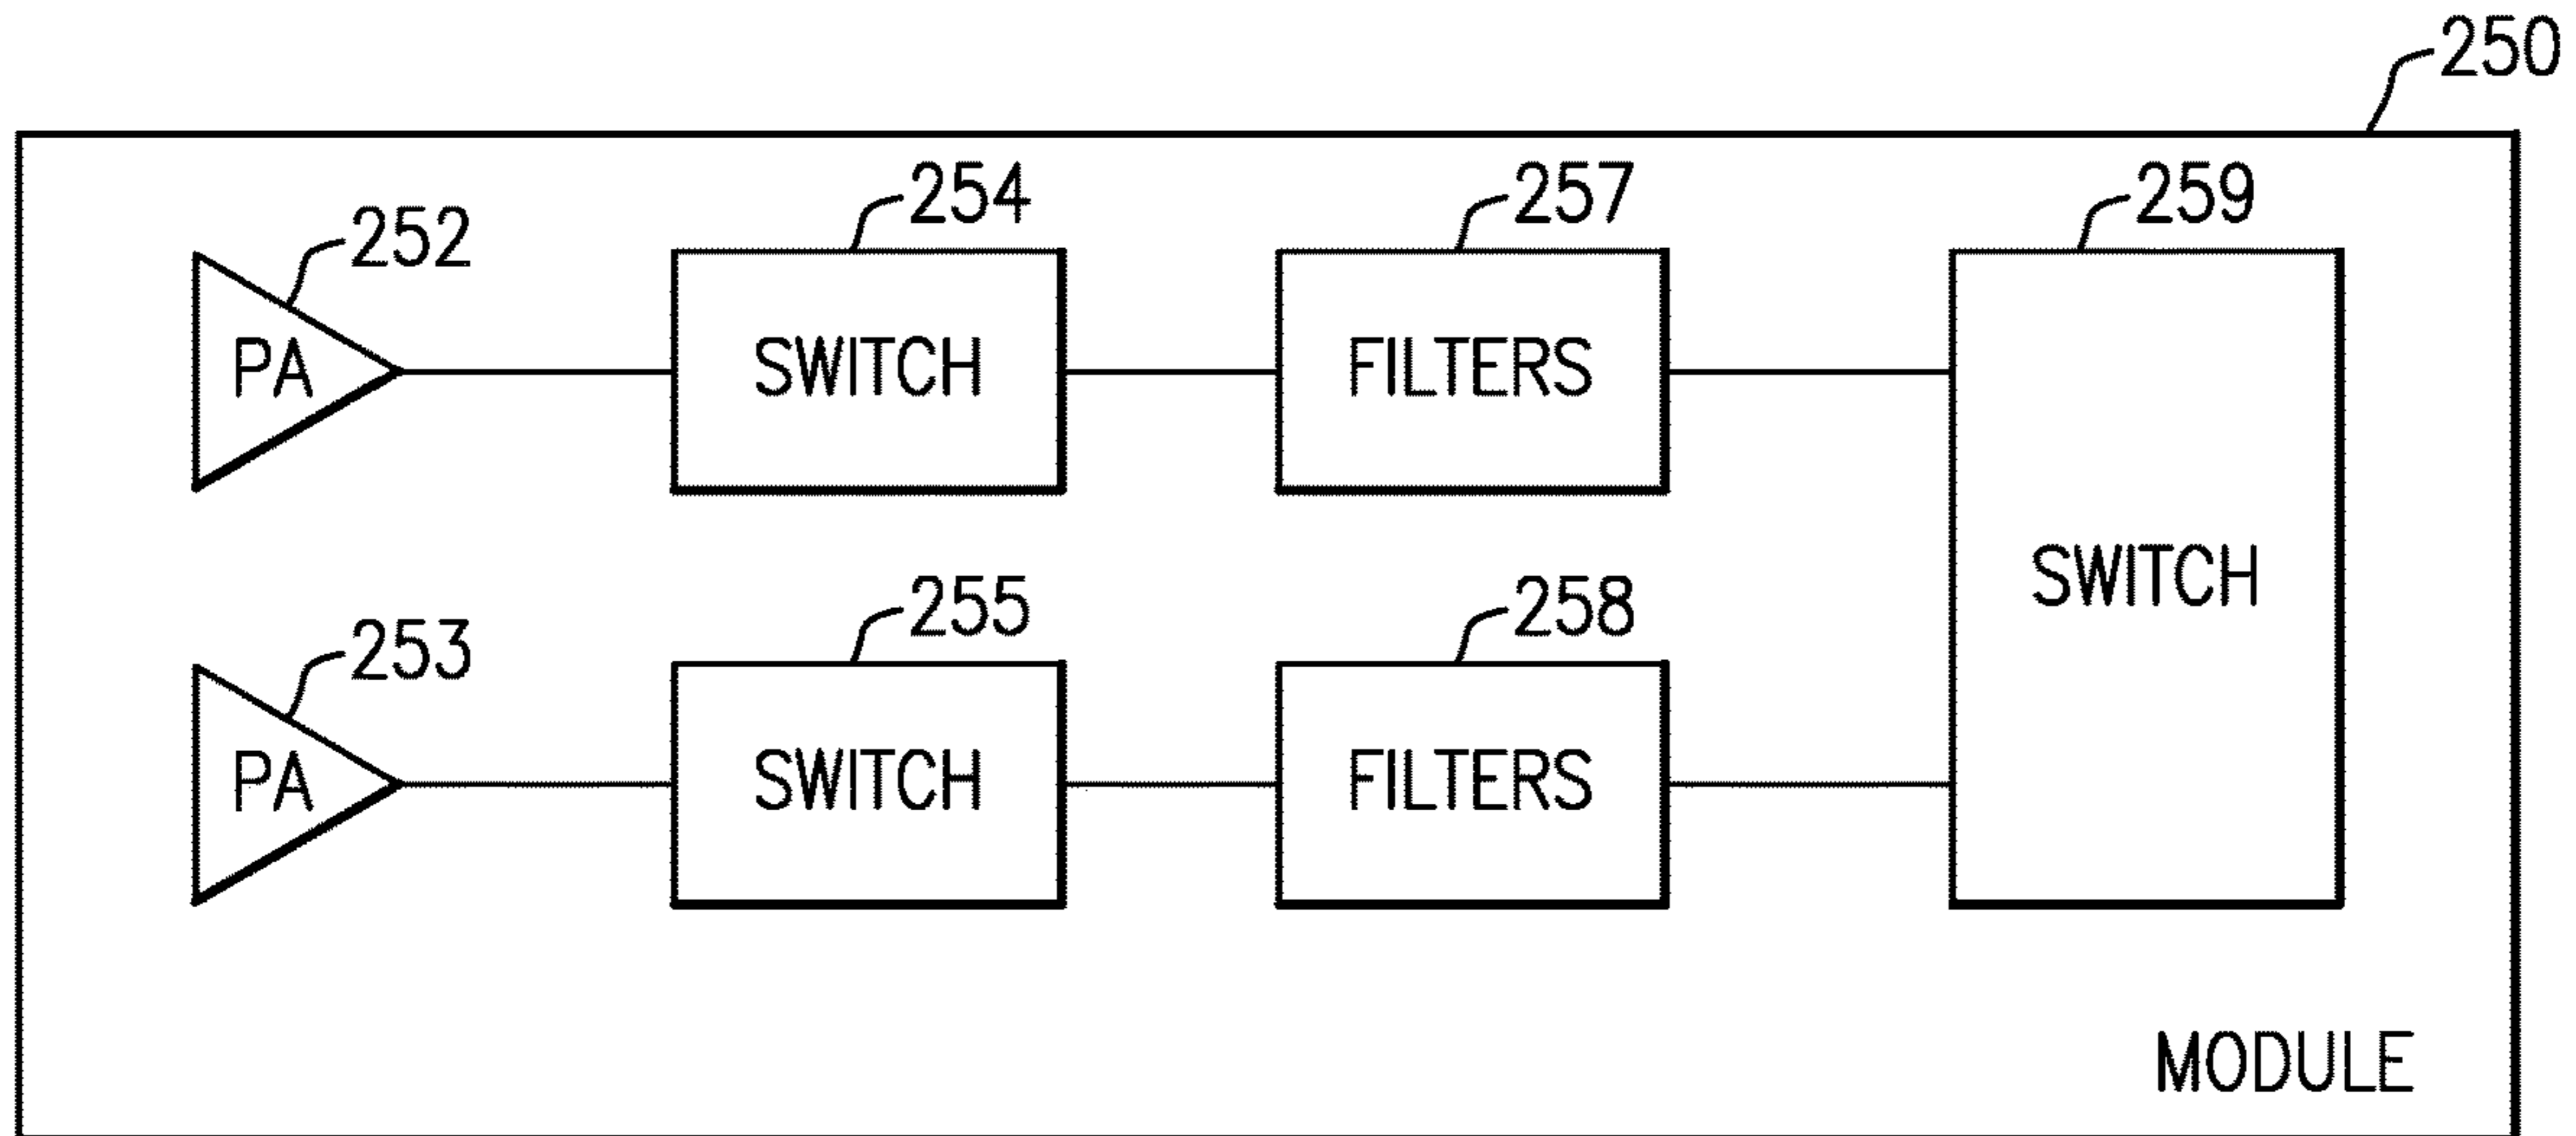 250
254
257
259
252
PA
SWITCH
FILTERS
255
258
SWITCH
253
PA
SWITCH
FILTERS
MODULE